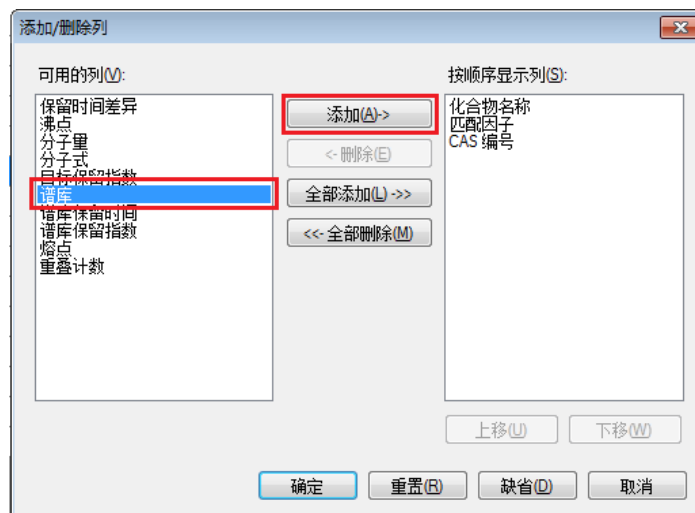 添加/删除列
可用的列(V):
保留时间差异
沸点
分子量
分子式
目标保留指数
谱库
谱库保留时间
谱库保留指数
熔点
重叠计数
添加(A)->
<-删除(E)
全部添加(L)->>
<<-全部删除(M)
按顺序显示列(S):
化合物名称
匹配因子
CAS 编号
上移(U)
下移(W)
确定
重置(R)
缺省(D)
取消